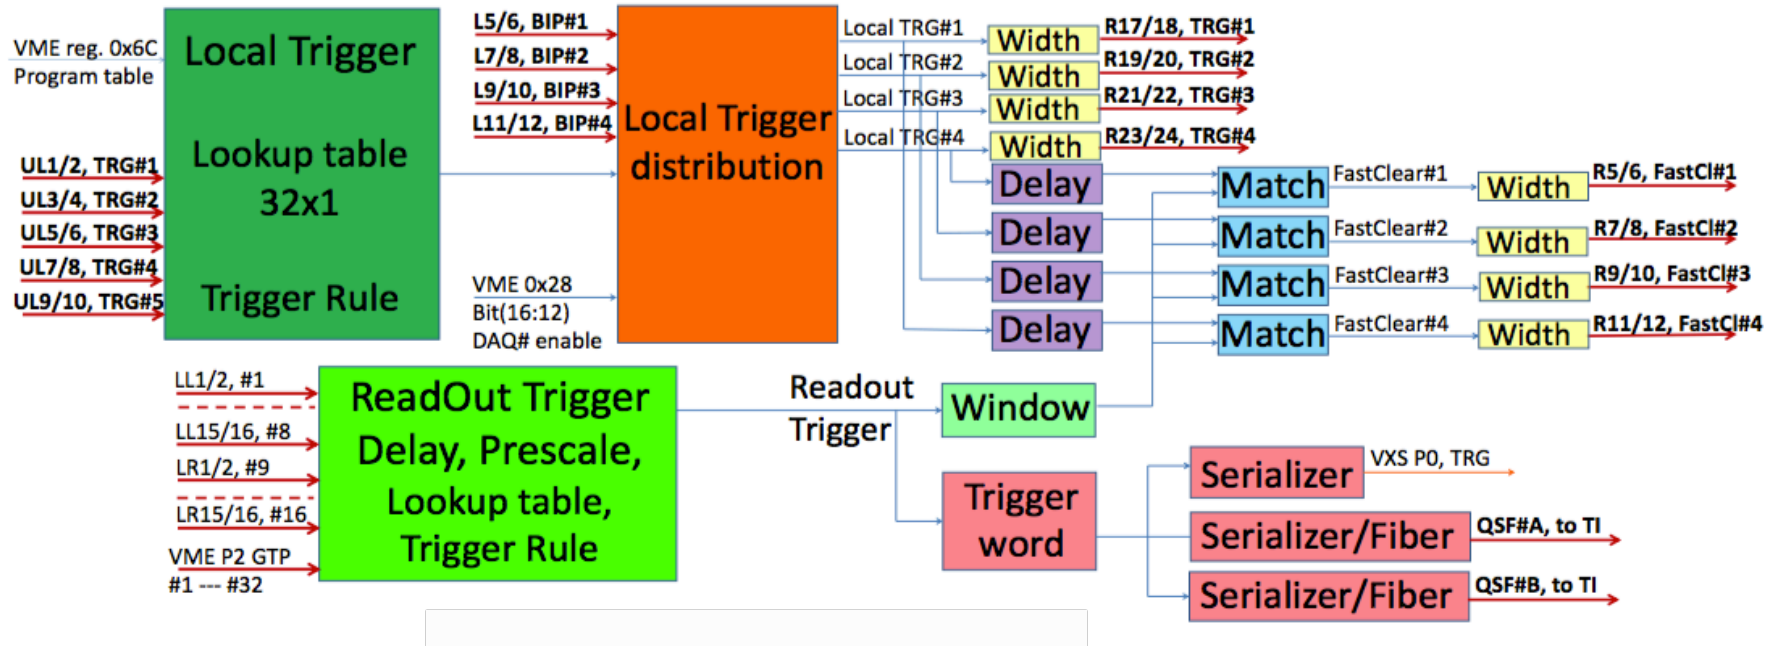 VME reg. 0x6C
Program table
UL1/2, TRG#1
UL3/4, TRG#2
UL5/6, TRG#3
UL7/8, TRG#4
UL9/10, TRG#5
Local Trigger
Lookup table
32x1
Trigger Rule
L5/6, BIP#1
L7/8, BIP#2
L9/10, BIP#3
L11/12, BIP#4
VME 0x28
Bit(16:12)
DAQ# enable
Local Trigger
distribution
Local TRG#1
Local TRG#2
Local TRG#3
Local TRG#4
Width
Width
Width
Width
R17/18, TRG#1
R19/20, TRG#2
R21/22, TRG#3
R23/24, TRG#4
Delay
Delay
Delay
Delay
Match
Match
Match
Match
FastClear#1
FastClear#2
FastClear#3
FastClear#4
Width
Width
Width
Width
R5/6, FastCl#1
R7/8, FastCl#2
R9/10, FastCl#3
R11/12, FastCl#4
LL1/2, #1
LL15/16, #8
LR1/2, #9
LR15/16, #16
VME P2 GTP
#1 --- #32
ReadOut Trigger
Delay, Prescale,
Lookup table,
Trigger Rule
Readout
Trigger
Window
Trigger
word
Serializer
Serializer/Fiber
Serializer/Fiber
VXS P0, TRG
QSF#A, to TI
QSF#B, to TI